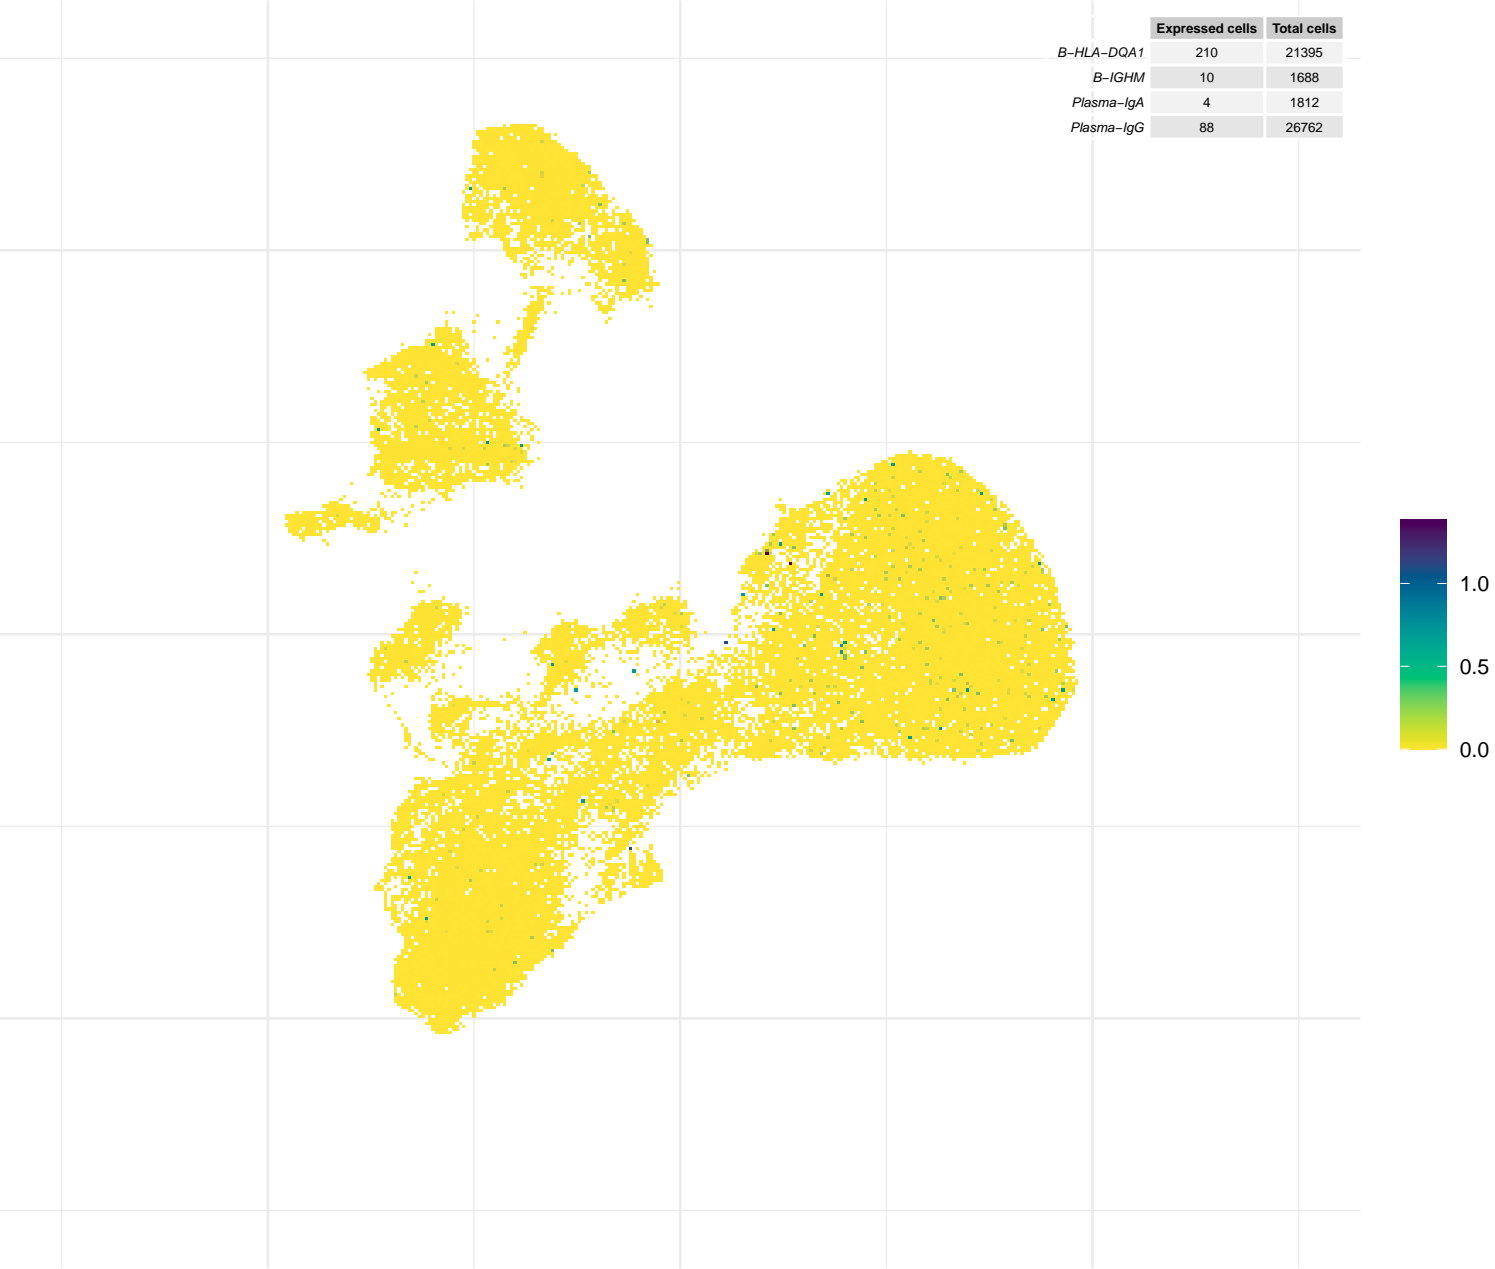 Expressed cells Total cells
B−HLA−DQA1 210 21395
B−IGHM 10 1688
Plasma−IgA 4 1812
Plasma−IgG 88 26762
1.0
0.5
0.0